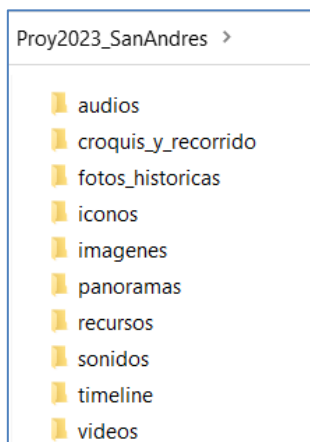 Proy2023_SanAndres >
audios
croquis_y_recorrido
fotos_historicas
iconos
imagenes
panoramas
recursos
sonidos
timeline
videos